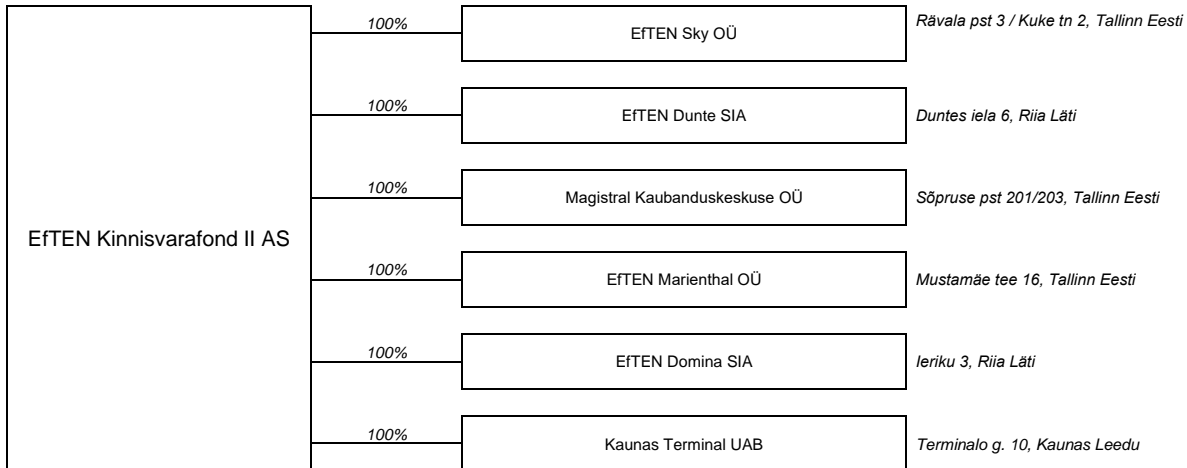 EfTEN Kinnisvarafond II AS
100%
EfTEN Sky OÜ
Rävala pst 3 / Kuke tn 2, Tallinn Eesti
100%
EfTEN Dunte SIA
Duntes iela 6, Riia Läti
100%
Magistral Kaubanduskeskuse OÜ
Sõpruse pst 201/203, Tallinn Eesti
100%
EfTEN Marienthal OÜ
Mustamäe tee 16, Tallinn Eesti
100%
EfTEN Domina SIA
Ieriku 3, Riia Läti
100%
Kaunas Terminal UAB
Terminalo g. 10, Kaunas Leedu